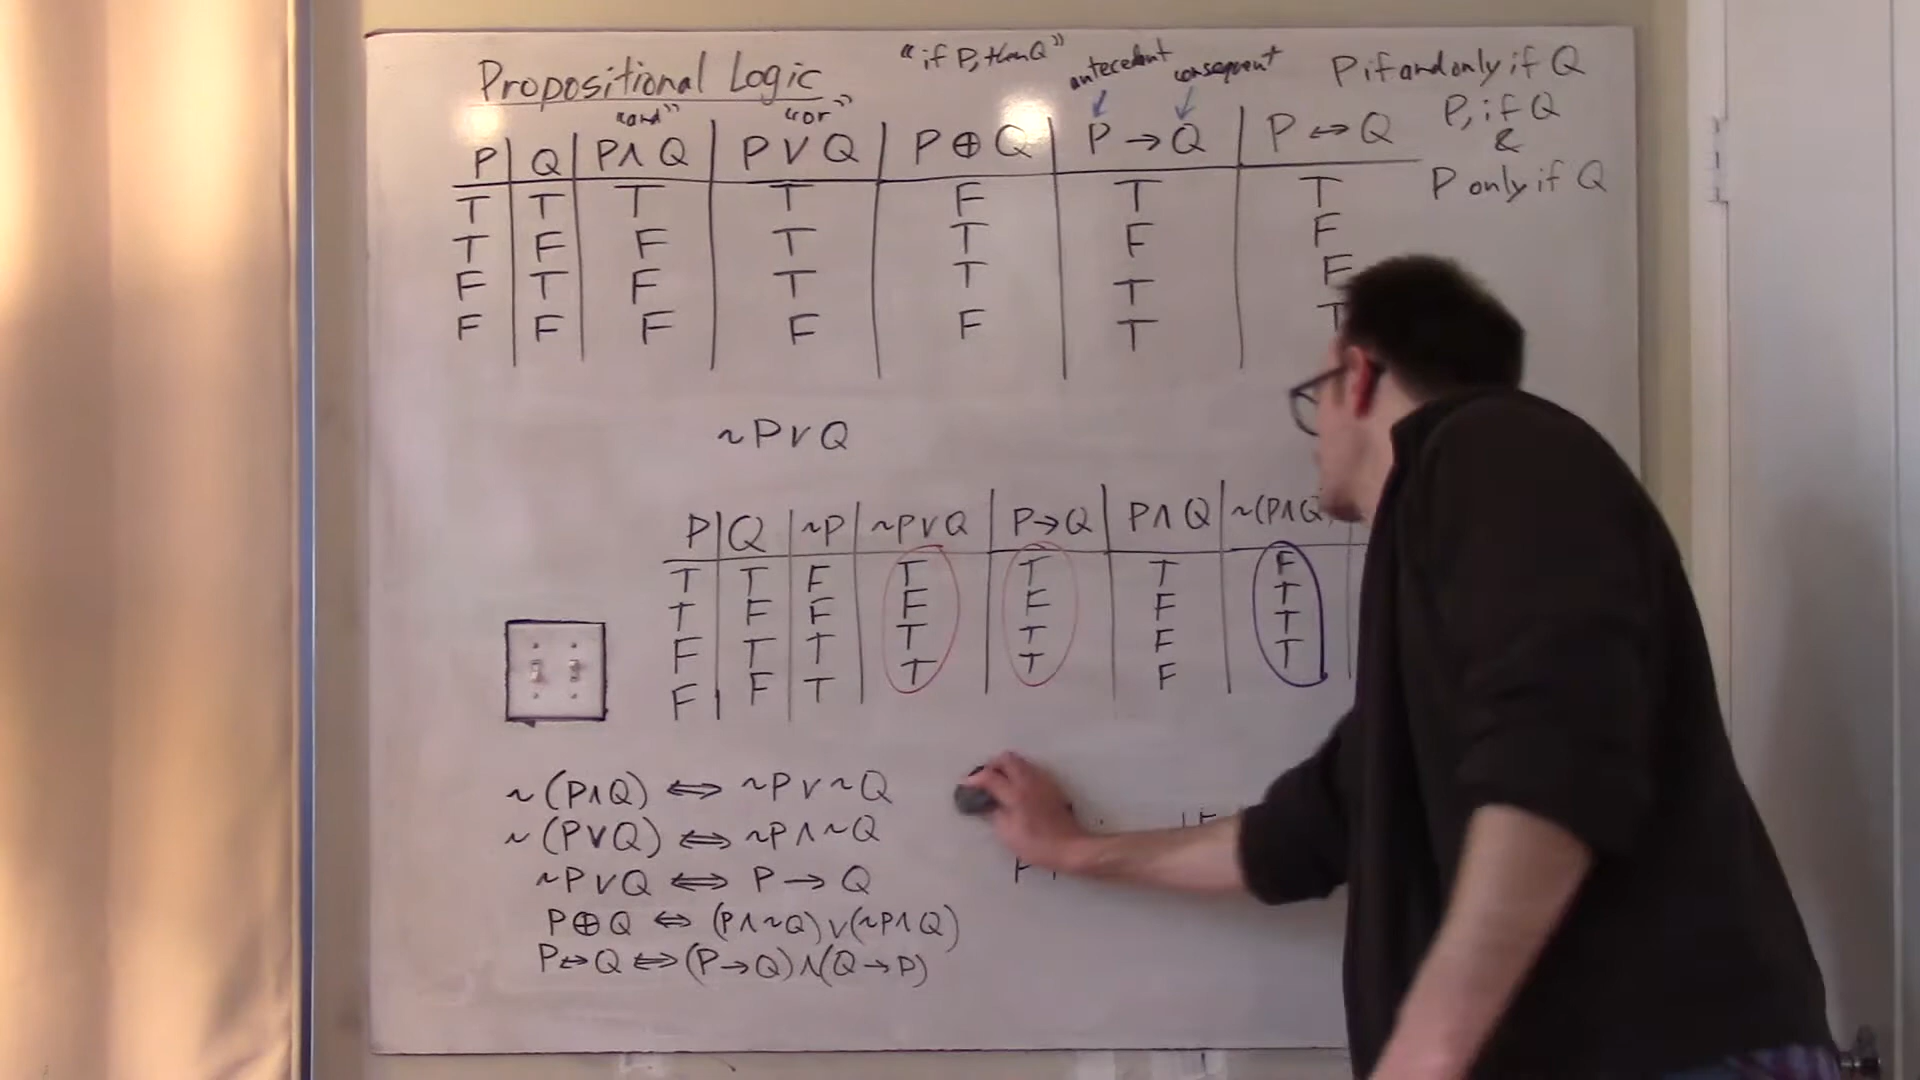 Propositional Logic
"if P, then Q"
antecedent
consequent
P if and only if Q
P, if Q
&
P only if Q
"and"
"or"
P Q P∧Q P∨Q P⊕Q P→Q P↔Q
T T T T F T T
T F F T T F F
F T F T T T F
F F F F F T T
~P∨Q
P Q ~P ~P∨Q P→Q P∧Q ~(P∧Q)
T T F T T T F
T F F F F F T
F T T T T F T
F F T T T F T
~(P∧Q) ⟺ ~P∨~Q
~(P∨Q) ⟺ ~P∧~Q
~P∨Q ⟺ P→Q
P⊕Q ⟺ (P∧~Q)∨(~P∧Q)
P↔Q ⟺ (P→Q)∧(Q→P)